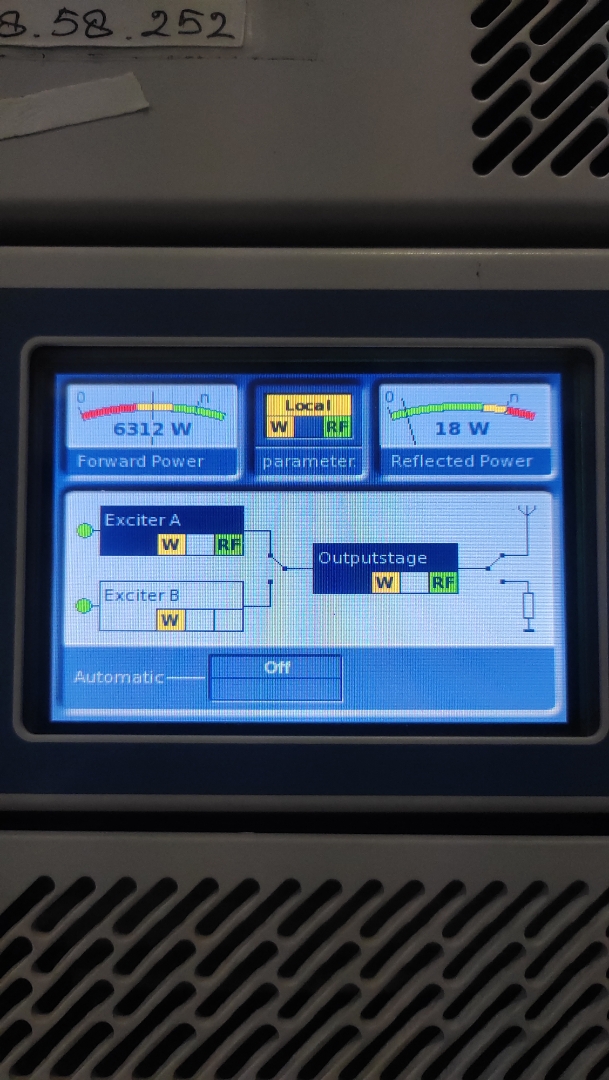 8.58.252
0 n
6312 W
Forward Power
Local
W RF
parameter
0 n
18 W
Reflected Power
Exciter A
W RF
Exciter B
W
Outputstage
W RF
Automatic
Off